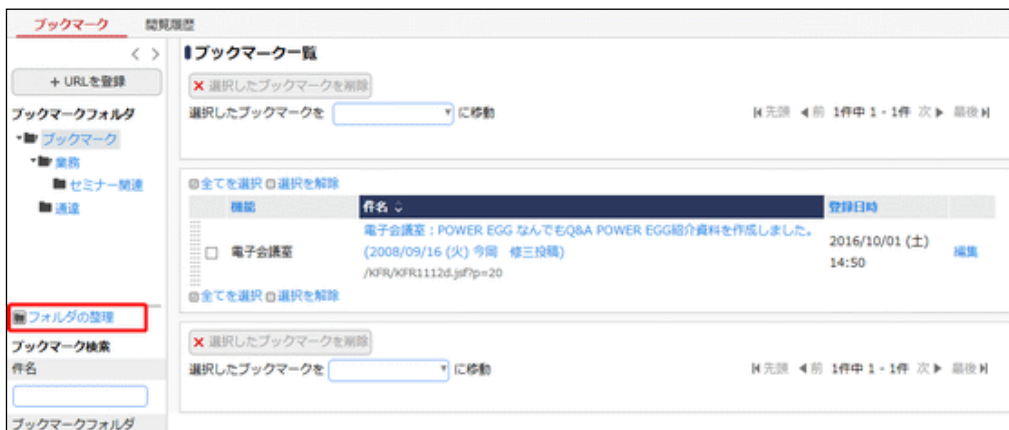 ブックマーク 閲覧履歴
+ URLを登録
ブックマークフォルダ
ブックマーク
業務
セミナー関連
通達
フォルダの整理
ブックマーク検索
件名
ブックマークフォルダ
ブックマーク一覧
選択したブックマークを削除
選択したブックマークを に移動 先頭 前 1件中 1 - 1件 次 最後
全てを選択 選択を解除
機能 件名 登録日時
電子会議室 電子会議室:POWER EGG なんでもQ&A POWER EGG紹介資料を作成しました。
(2008/09/16 (火) 今岡 修三投稿)
/KFR/KFR1112d.jsf?p=20
2016/10/01 (土)
14:50
編集
全てを選択 選択を解除
選択したブックマークを削除
選択したブックマークを に移動 先頭 前 1件中 1 - 1件 次 最後